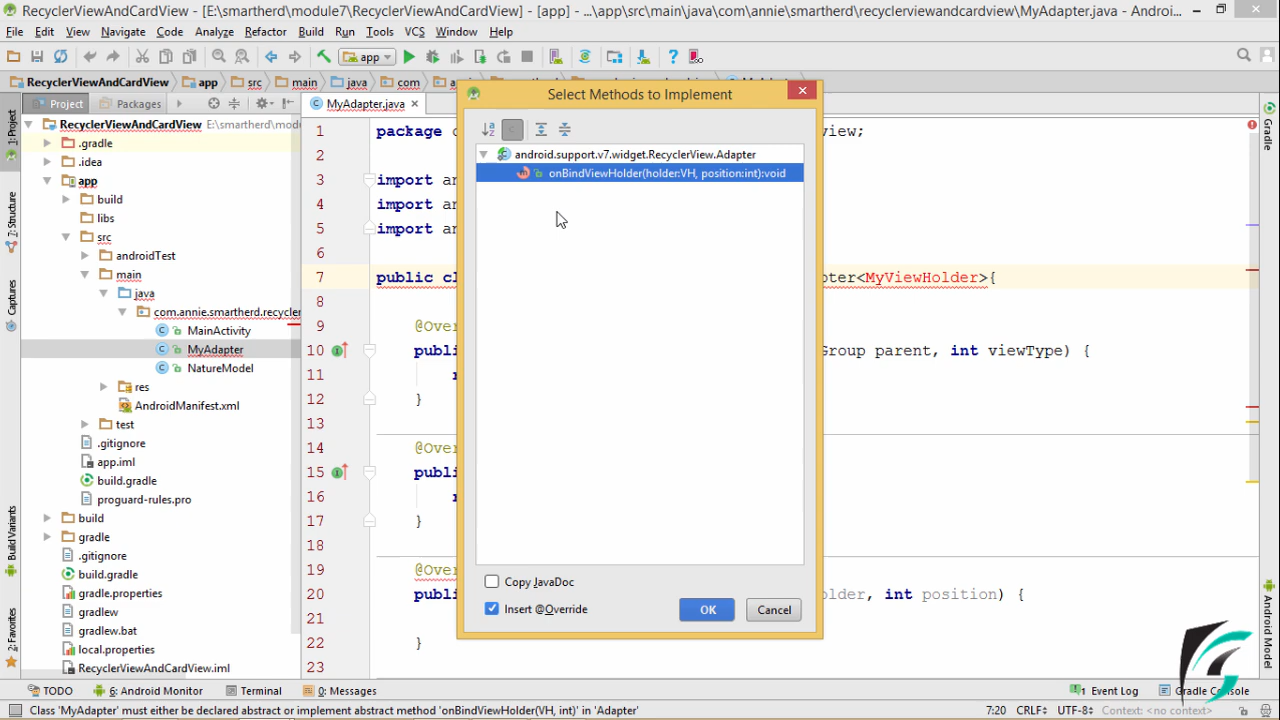 RecyclerViewAndCardView - [E:\smartherd\module7\RecyclerViewAndCardView] - [app] - ...\app\src\main\java\com\annie\smartherd\recyclerviewandcardview\MyAdapter.java - Androi...
File Edit View Navigate Code Analyze Refactor Build Run Tools VCS Window Help
app
RecyclerViewAndCardView app src main java com
Project Packages MyAdapter.java
Select Methods to Implement
android.support.v7.widget.RecyclerView.Adapter
onBindViewHolder(holder:VH, position:int):void
Copy JavaDoc
Insert @Override
OK Cancel
1: Project
7: Structure
Captures
Build Variants
2: Favorites
RecyclerViewAndCardView E:\smartherd\modu
.gradle
.idea
app
build
libs
src
androidTest
main
java
com.annie.smartherd.recycler
MainActivity
MyAdapter
NatureModel
res
AndroidManifest.xml
test
.gitignore
app.iml
build.gradle
proguard-rules.pro
build
gradle
.gitignore
build.gradle
gradle.properties
gradlew
gradlew.bat
local.properties
RecyclerViewAndCardView.iml
1 package view;
2
3 import an
4 import an
5 import an
6
7 public cl pter<MyViewHolder>{
8
9 @Over
10 publi Group parent, int viewType) {
11
12 }
13
14 @Over
15 publi
16
17 }
18
19 @Over
20 publi older, int position) {
21
22 }
23
Gradle
Android Model
TODO 6: Android Monitor Terminal 0: Messages 1 Event Log Gradle Console
Class 'MyAdapter' must either be declared abstract or implement abstract method 'onBindViewHolder(VH, int)' in 'Adapter' 7:20 CRLF÷ UTF-8÷ Context: <no context>